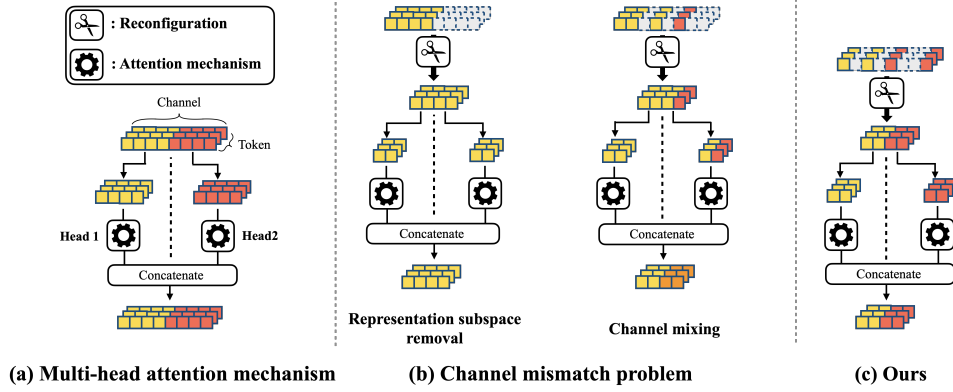 : Reconfiguration
: Attention mechanism
Channel
Token
Head 1
Head2
Concatenate
Concatenate
Representation subspace
removal
Concatenate
Channel mixing
Concatenate
(a) Multi-head attention mechanism
(b) Channel mismatch problem
(c) Ours